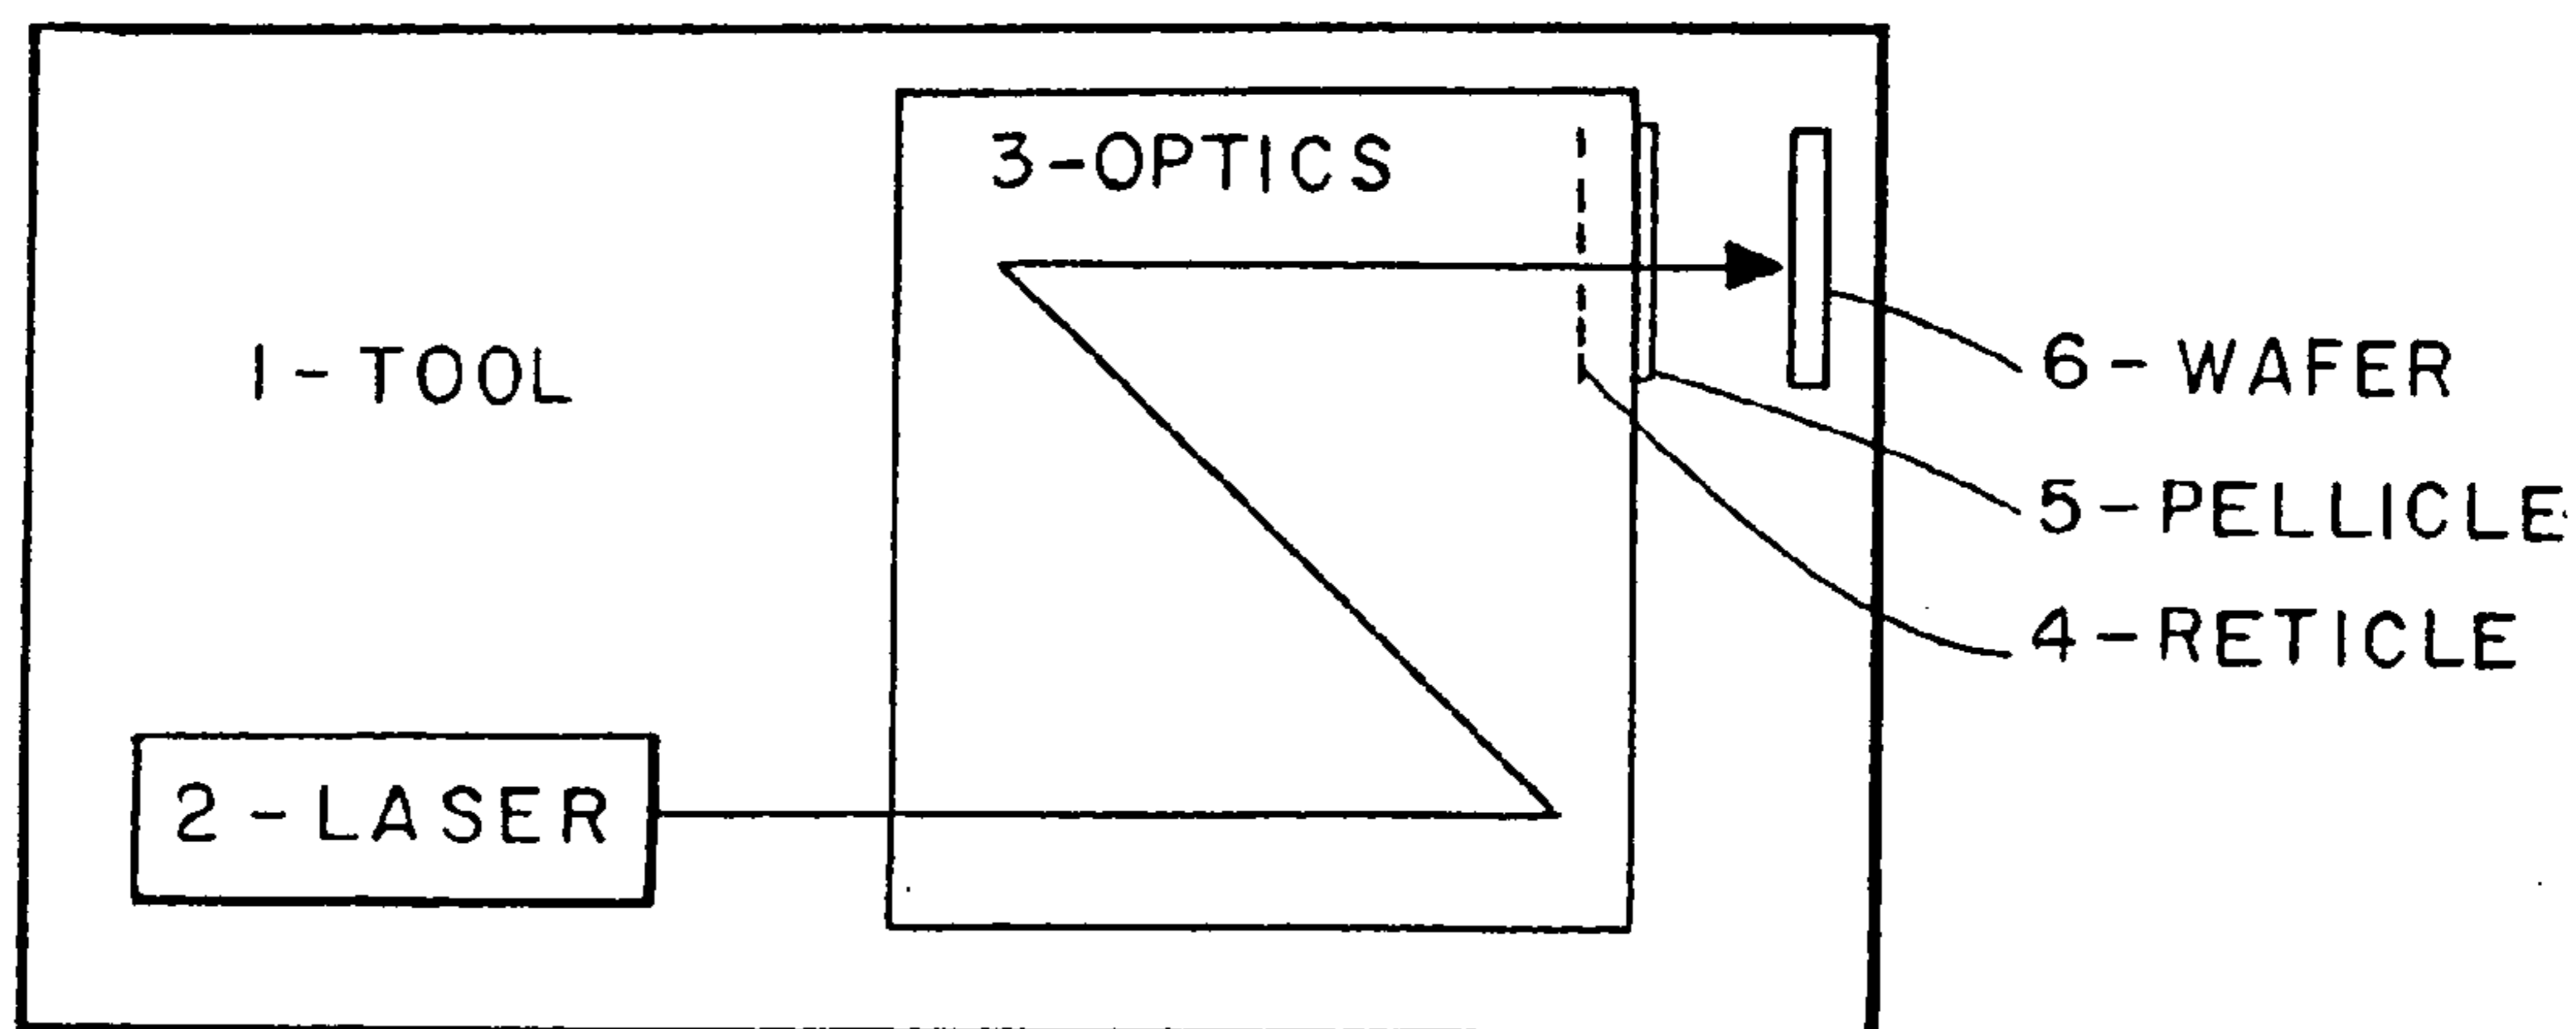 3-OPTICS
1 - TOOL
6 - WAFER
5 - PELLICLE
4 - RETICLE
2 - LASER